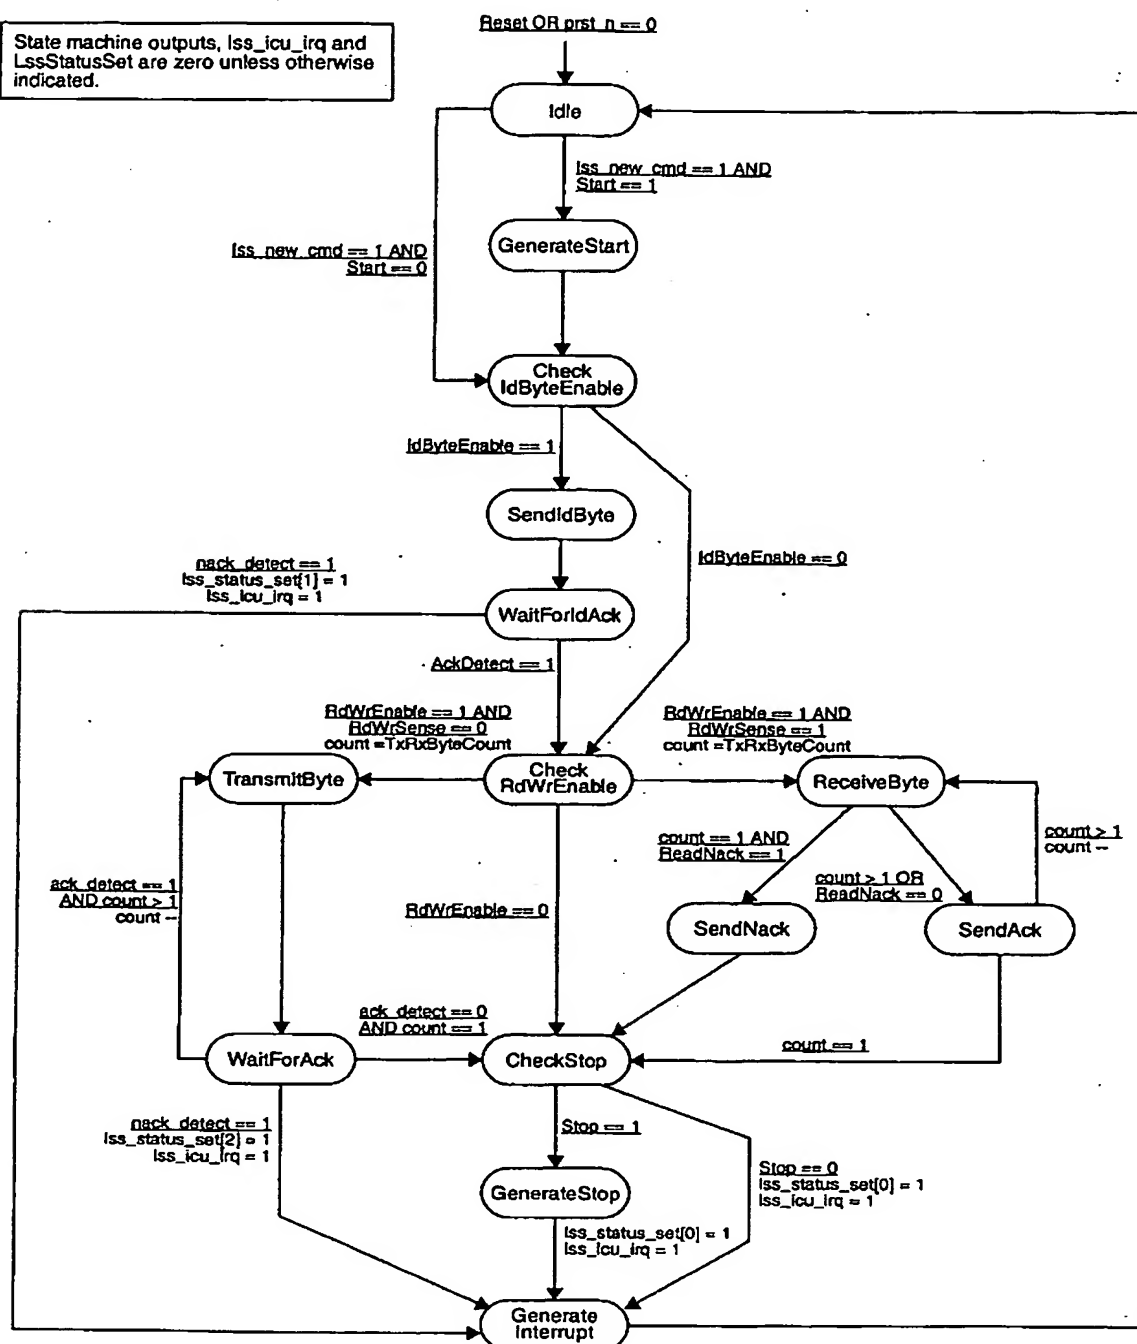 Reset OR prst_n == 0
State machine outputs, lss_icu_irq and
LssStatusSet are zero unless otherwise
indicated.
Idle
lss_new_cmd == 1 AND
Start == 1
GenerateStart
lss_new_cmd == 1 AND
Start == 0
Check
IdByteEnable
IdByteEnable == 1
SendIdByte
IdByteEnable == 0
nack_detect == 1
lss_status_set[1] = 1
lss_icu_irq = 1
WaitForIdAck
AckDetect == 1
RdWrEnable == 1 AND
RdWrSense == 0
count =TxRxByteCount
RdWrEnable == 1 AND
RdWrSense == 1
count =TxRxByteCount
TransmitByte
Check
RdWrEnable
ReceiveByte
count == 1 AND
ReadNack == 1
count > 1
count --
ack_detect == 1
AND count > 1
count --
count > 1 OR
ReadNack == 0
RdWrEnable == 0
SendNack
SendAck
ack_detect == 0
AND count == 1
WaitForAck
CheckStop
count == 1
nack_detect == 1
lss_status_set[2] = 1
lss_icu_irq = 1
Stop == 1
Stop == 0
lss_status_set[0] = 1
lss_icu_irq = 1
GenerateStop
lss_status_set[0] = 1
lss_icu_irq = 1
Generate
Interrupt